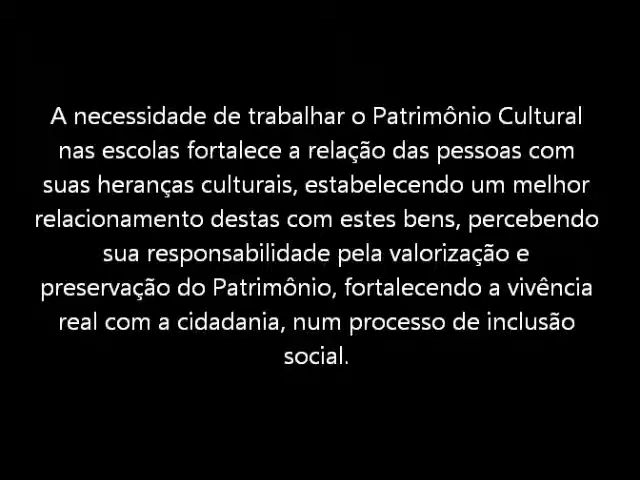 A necessidade de trabalhar o Patrimônio Cultural
nas escolas fortalece a relação das pessoas com
suas heranças culturais, estabelecendo um melhor
relacionamento destas com estes bens, percebendo
sua responsabilidade pela valorização e
preservação do Patrimônio, fortalecendo a vivência
real com a cidadania, num processo de inclusão
social.